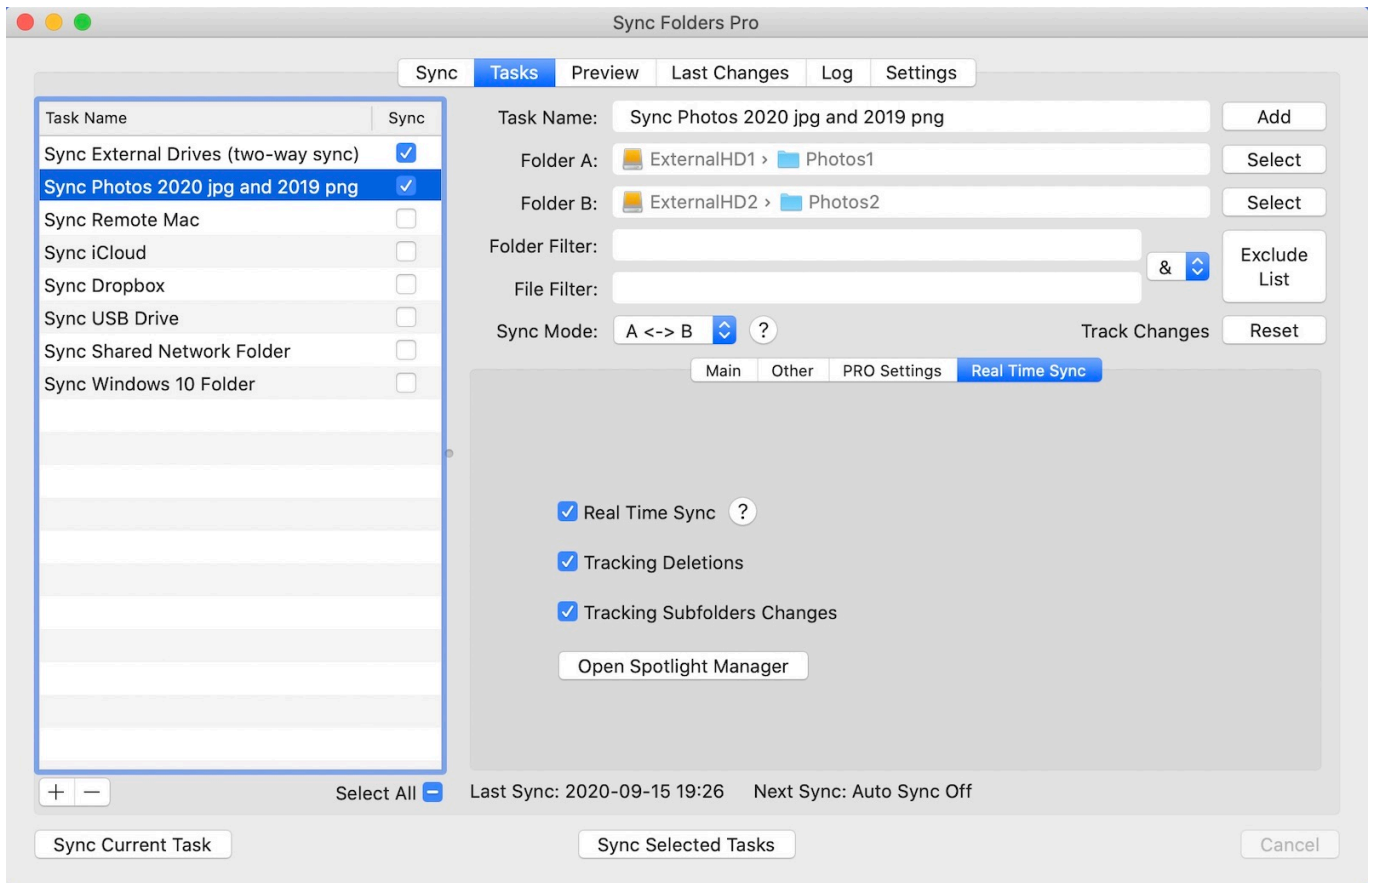 Sync Folders Pro
Sync Tasks Preview Last Changes Log Settings
Task Name Sync
Sync External Drives (two-way sync)
Sync Photos 2020 jpg and 2019 png
Sync Remote Mac
Sync iCloud
Sync Dropbox
Sync USB Drive
Sync Shared Network Folder
Sync Windows 10 Folder
+ −
Select All
Task Name: Sync Photos 2020 jpg and 2019 png Add
Folder A: ExternalHD1 › Photos1 Select
Folder B: ExternalHD2 › Photos2 Select
Folder Filter:
File Filter:
&
Exclude
List
Sync Mode: A <-> B ? Track Changes Reset
Main Other PRO Settings Real Time Sync
Real Time Sync ?
Tracking Deletions
Tracking Subfolders Changes
Open Spotlight Manager
Last Sync: 2020-09-15 19:26 Next Sync: Auto Sync Off
Sync Current Task Sync Selected Tasks Cancel